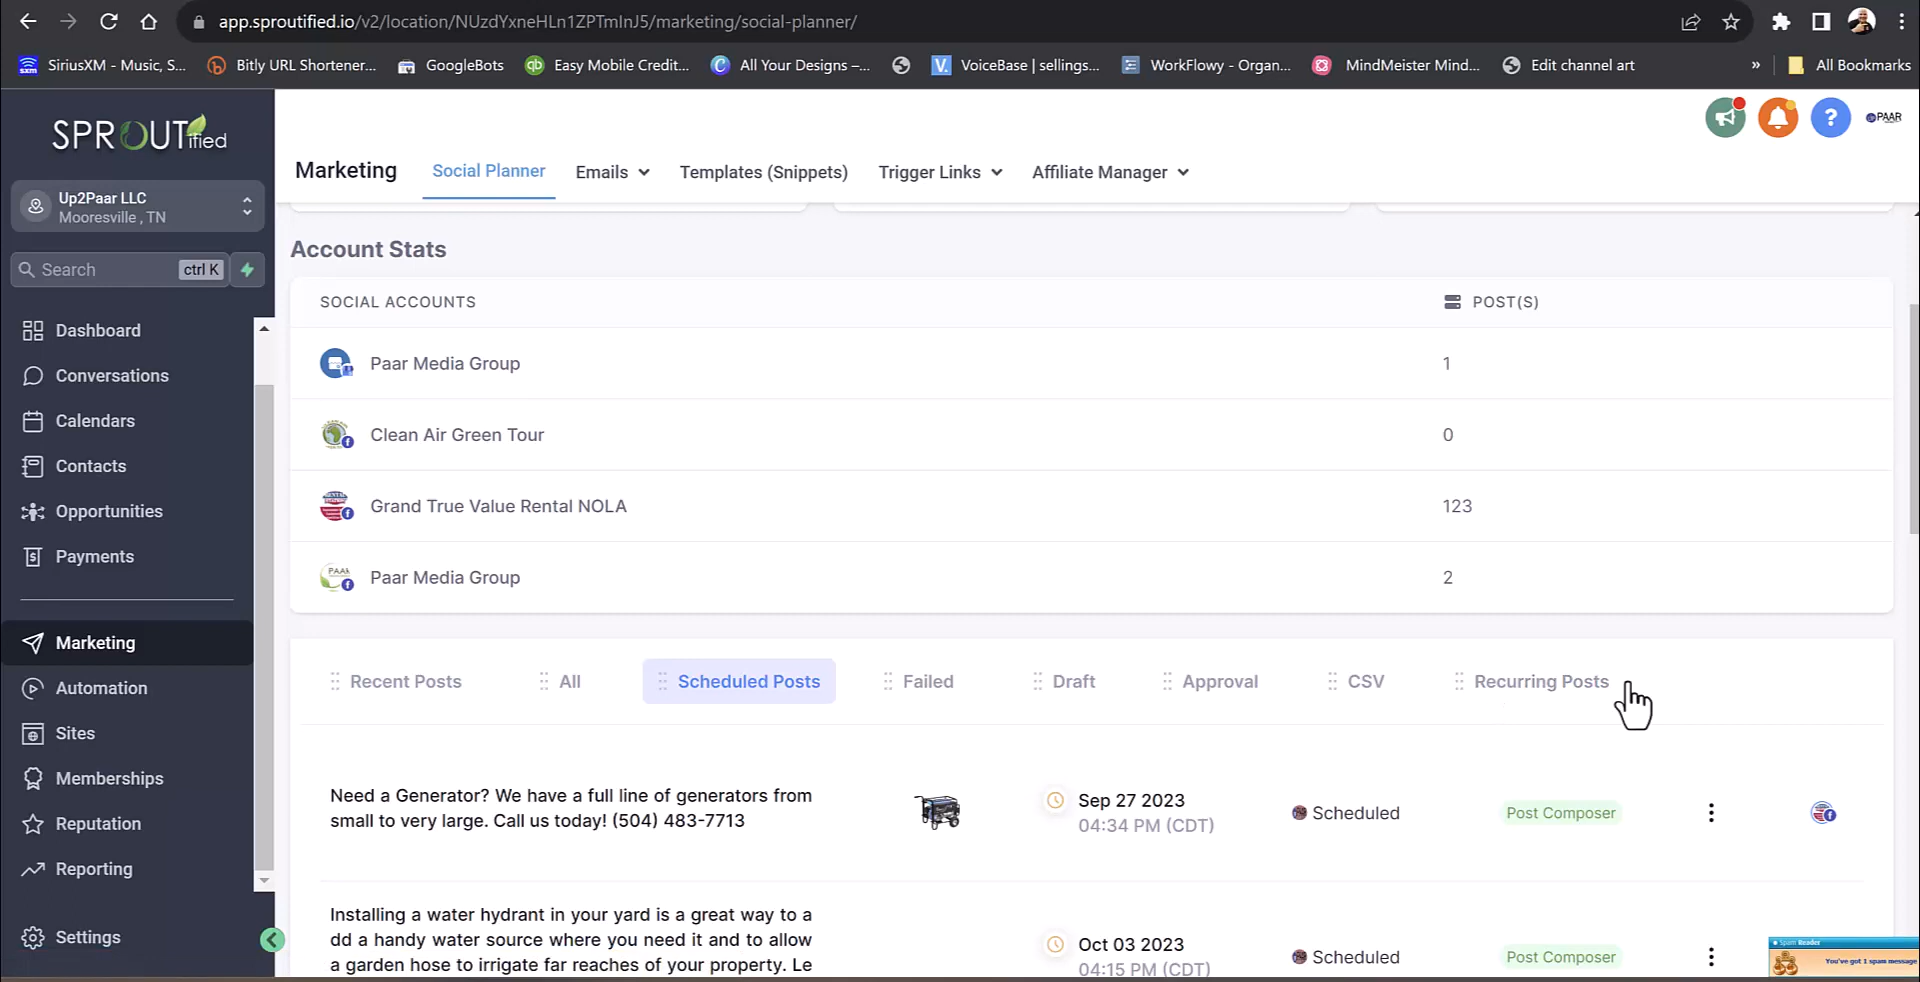 app.sproutified.io/v2/location/NUzdYxneHLn1ZPTmlnJ5/marketing/social-planner/
SiriusXM - Music, S...
Bitly URL Shortener...
GoogleBots
Easy Mobile Credit...
All Your Designs –...
VoiceBase | sellings...
WorkFlowy - Organ...
MindMeister Mind...
Edit channel art
»
All Bookmarks
SPROUTified
PAAR
Marketing
Social Planner
Emails
Templates (Snippets)
Trigger Links
Affiliate Manager
Up2Paar LLC
Mooresville , TN
Search
ctrl K
Dashboard
Conversations
Calendars
Contacts
Opportunities
Payments
Marketing
Automation
Sites
Memberships
Reputation
Reporting
Settings
Account Stats
SOCIAL ACCOUNTS
POST(S)
Paar Media Group
1
Clean Air Green Tour
0
Grand True Value Rental NOLA
123
Paar Media Group
2
Recent Posts
All
Scheduled Posts
Failed
Draft
Approval
CSV
Recurring Posts
Need a Generator? We have a full line of generators from
small to very large. Call us today! (504) 483-7713
Sep 27 2023
04:34 PM (CDT)
Scheduled
Post Composer
Installing a water hydrant in your yard is a great way to a
dd a handy water source where you need it and to allow
a garden hose to irrigate far reaches of your property. Le
Oct 03 2023
04:15 PM (CDT)
Scheduled
Post Composer
Spam Reader
You've got 1 spam message